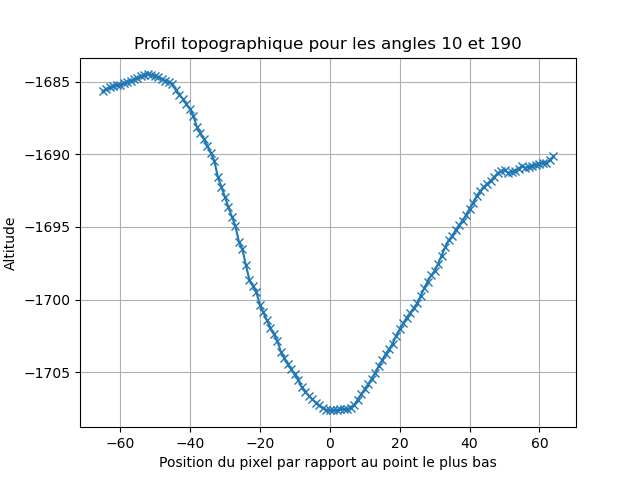 Profil topographique pour les angles 10 et 190
Altitude
−1685
−1690
−1695
−1700
−1705
−60 −40 −20 0 20 40 60
Position du pixel par rapport au point le plus bas